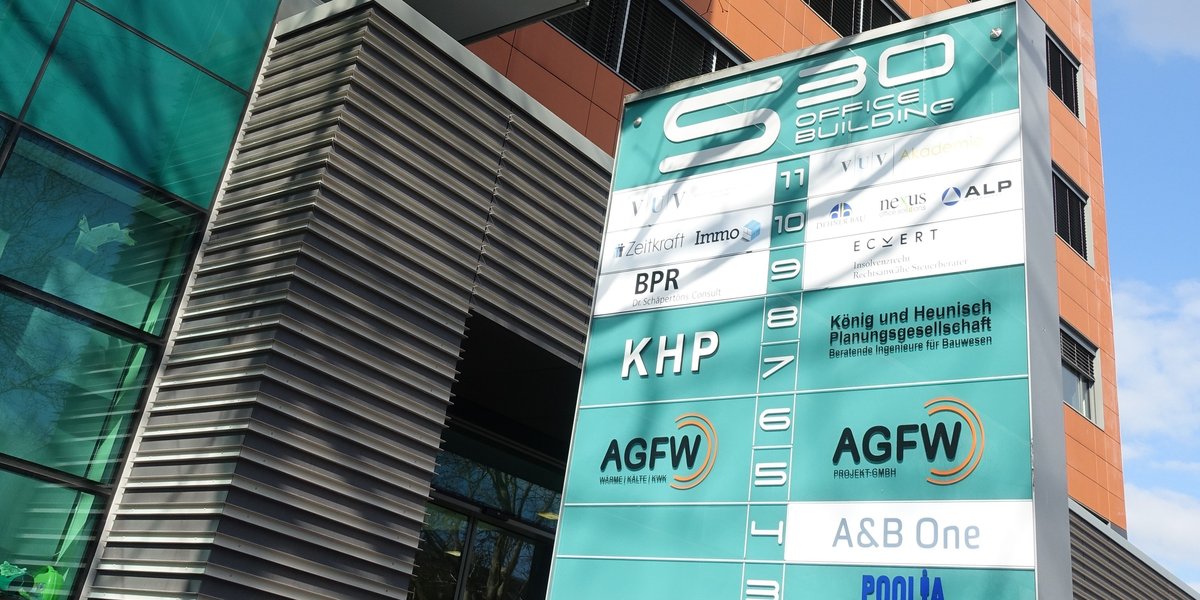 S30
OFFICE
BUILDING
VUV
11
VUV Akademie
Zeitkraft Immo
10
nexus
ALP
BPR
Dr. Schäpertöns Consult
9
ECKERT
Insolvenzrecht
Rechtsanwälte Steuerberater
KHP
8
7
König und Heunisch
Planungsgesellschaft
Beratende Ingenieure für Bauwesen
AGFW
WÄRME | KÄLTE | KWK
6
5
AGFW
PROJEKT-GMBH
4
A&B One
3
POOLIA